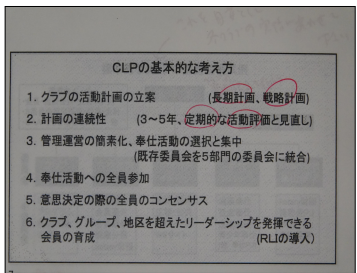 CLPの基本的な考え方
1. クラブの活動計画の立案 (長期計画、戦略計画)
2. 計画の連続性 (3～5年、定期的な活動評価と見直し)
3. 管理運営の簡素化、奉仕活動の選択と集中
(既存委員会を5部門の委員会に統合)
4. 奉仕活動への全員参加
5. 意思決定の際の全員のコンセンサス
6. クラブ、グループ、地区を超えたリーダーシップを発揮できる
会員の育成 (RLIの導入)